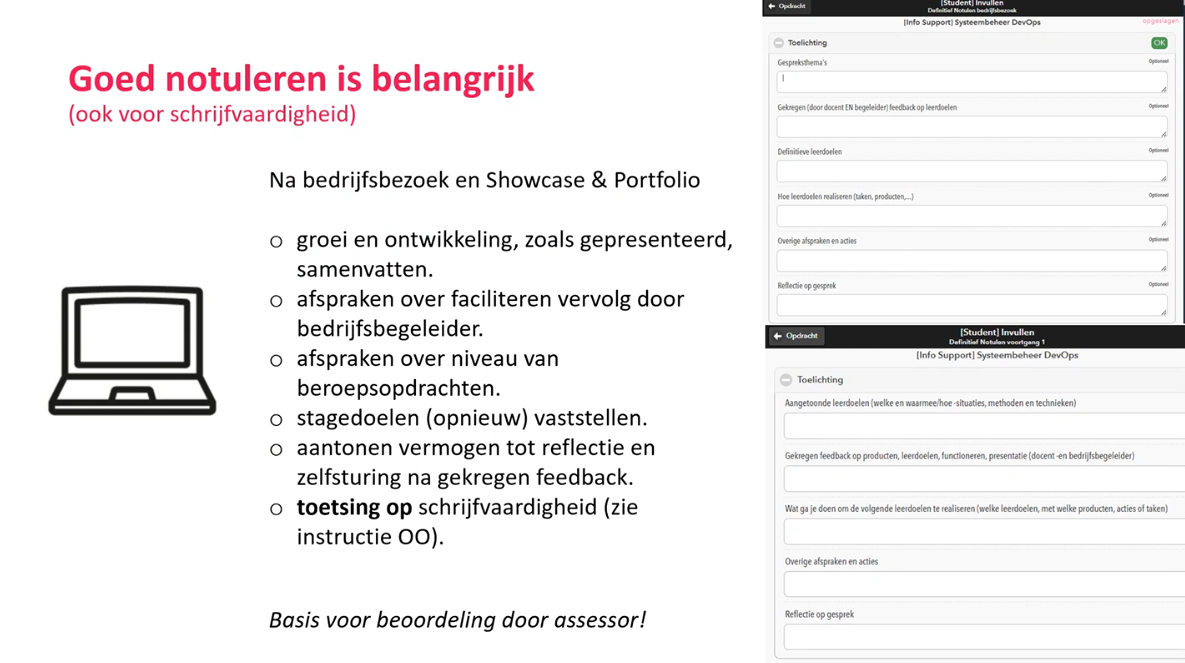 Goed notuleren is belangrijk
(ook voor schrijfvaardigheid)
Na bedrijfsbezoek en Showcase & Portfolio
o groei en ontwikkeling, zoals gepresenteerd,
samenvatten.
o afspraken over faciliteren vervolg door
bedrijfsbegeleider.
o afspraken over niveau van
beroepsopdrachten.
o stagedoelen (opnieuw) vaststellen.
o aantonen vermogen tot reflectie en
zelfsturing na gekregen feedback.
o toetsing op schrijfvaardigheid (zie
instructie OO).
Basis voor beoordeling door assessor!
Opdracht
[Student] Invullen
Definitief Notulen bedrijfsbezoek
[Info Support] Systeembeheer DevOps
opgeslagen
Toelichting
OK
Gespreksthema's
Optioneel
Gekregen (door docent EN begeleider) feedback op leerdoelen
Optioneel
Definitieve leerdoelen
Optioneel
Hoe leerdoelen realiseren (taken, producten,...)
Optioneel
Overige afspraken en acties
Optioneel
Reflectie op gesprek
Optioneel
Opdracht
[Student] Invullen
Definitief Notulen voortgang 1
[Info Support] Systeembeheer DevOps
Toelichting
Aangetoonde leerdoelen (welke en waarmee/hoe -situaties, methoden en technieken)
Gekregen feedback op producten, leerdoelen, functioneren, presentatie (docent -en bedrijfsbegeleider)
Wat ga je doen om de volgende leerdoelen te realiseren (welke leerdoelen, met welke producten, acties of taken)
Overige afspraken en acties
Reflectie op gesprek